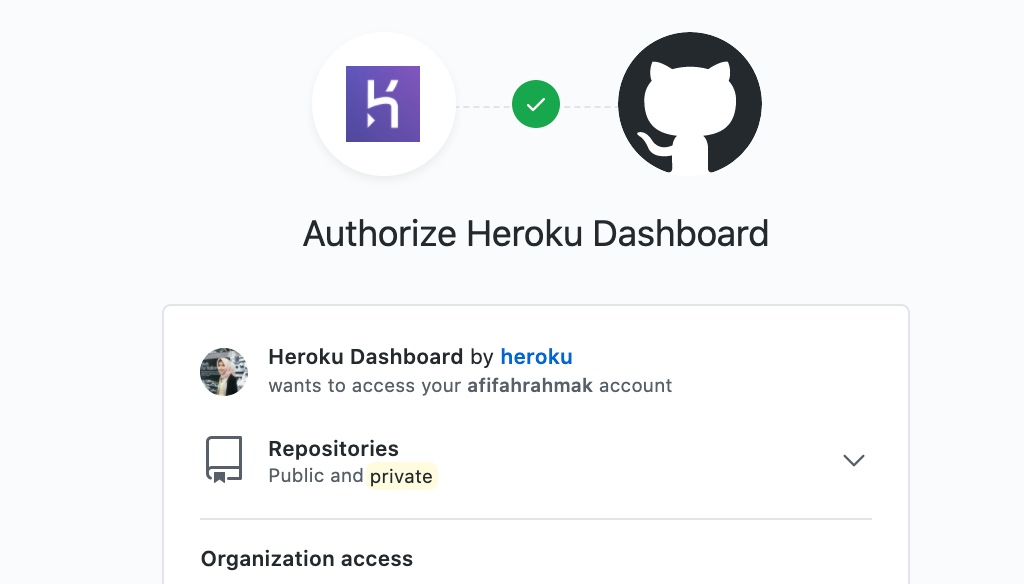 Authorize Heroku Dashboard
Heroku Dashboard by heroku
wants to access your afifahrahmak account
Repositories
Public and private
Organization access